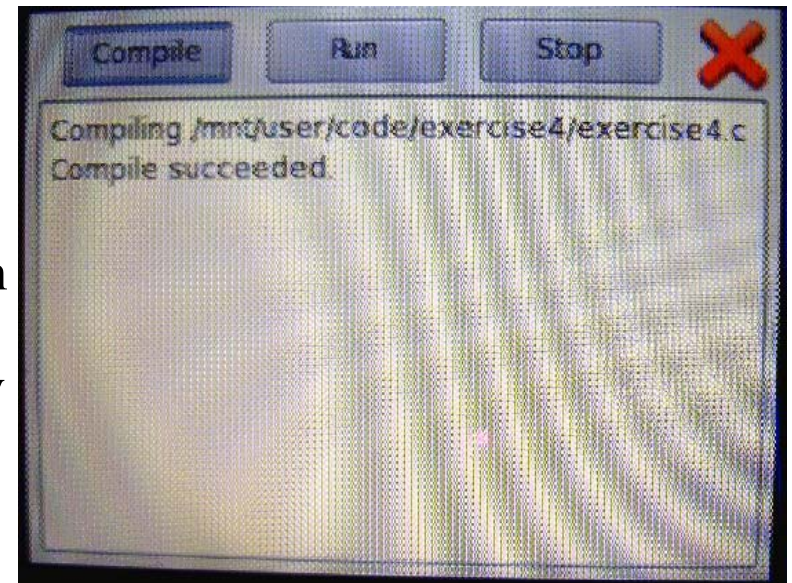 Compile Run Stop
Compiling /mnt/user/code/exercise4/exercise4.c
Compile succeeded.